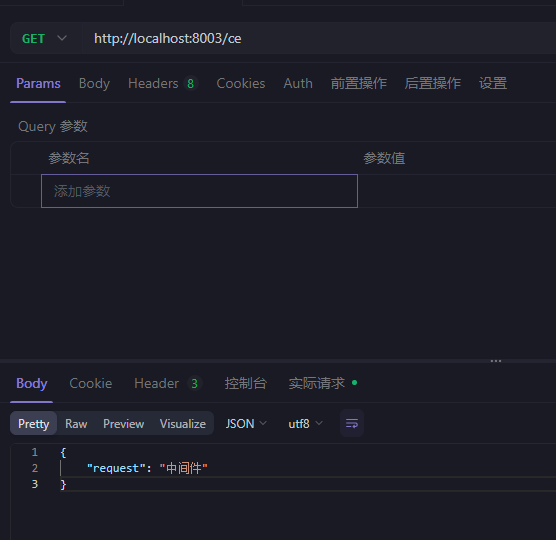 GET http://localhost:8003/ce
Params Body Headers 8 Cookies Auth 前置操作 后置操作 设置
Query 参数
参数名 参数值
添加参数
Body Cookie Header 3 控制台 实际请求
Pretty Raw Preview Visualize JSON utf8
1 {
2 "request": "中间件"
3 }